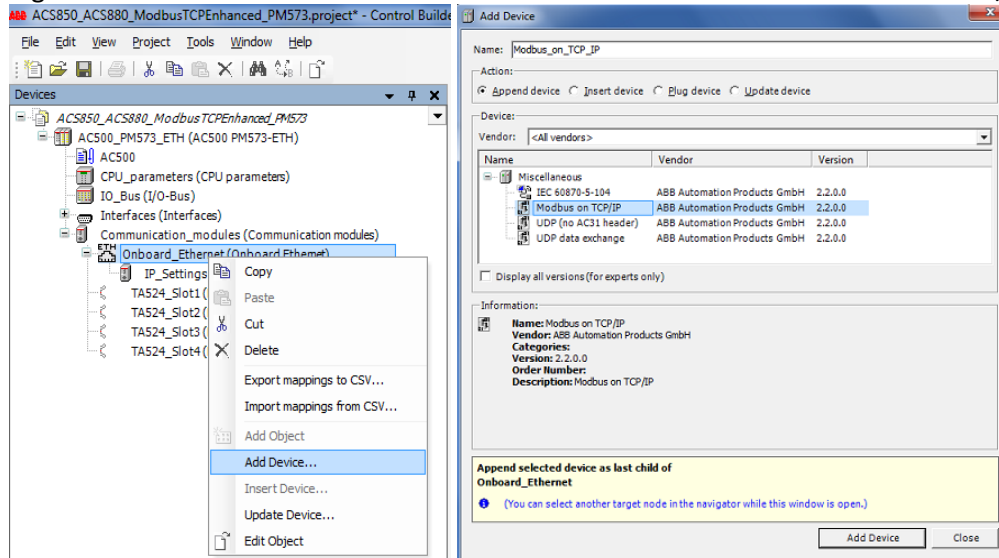 ABB ACS850_ACS880_ModbusTCPEnhanced_PM573.project* - Control Builde
File Edit View Project Tools Window Help
Devices
ACS850_ACS880_ModbusTCPEnhanced_PM573
AC500_PM573_ETH (AC500 PM573-ETH)
AC500
CPU_parameters (CPU parameters)
IO_Bus (I/O-Bus)
Interfaces (Interfaces)
Communication_modules (Communication modules)
ETH
Onboard_Ethernet (Onboard Ethernet)
IP_Settings
TA524_Slot1 (
TA524_Slot2 (
TA524_Slot3 (
TA524_Slot4 (
Copy
Paste
Cut
Delete
Export mappings to CSV...
Import mappings from CSV...
Add Object
Add Device...
Insert Device...
Update Device...
Edit Object
Add Device
Name: Modbus_on_TCP_IP
Action:
Append device Insert device Plug device Update device
Device:
Vendor: <All vendors>
Name Vendor Version
Miscellaneous
IEC 60870-5-104 ABB Automation Products GmbH 2.2.0.0
Modbus on TCP/IP ABB Automation Products GmbH 2.2.0.0
UDP (no AC31 header) ABB Automation Products GmbH 2.2.0.0
UDP data exchange ABB Automation Products GmbH 2.2.0.0
Display all versions (for experts only)
Information:
Name: Modbus on TCP/IP
Vendor: ABB Automation Products GmbH
Categories:
Version: 2.2.0.0
Order Number:
Description: Modbus on TCP/IP
Append selected device as last child of
Onboard_Ethernet
(You can select another target node in the navigator while this window is open.)
Add Device Close